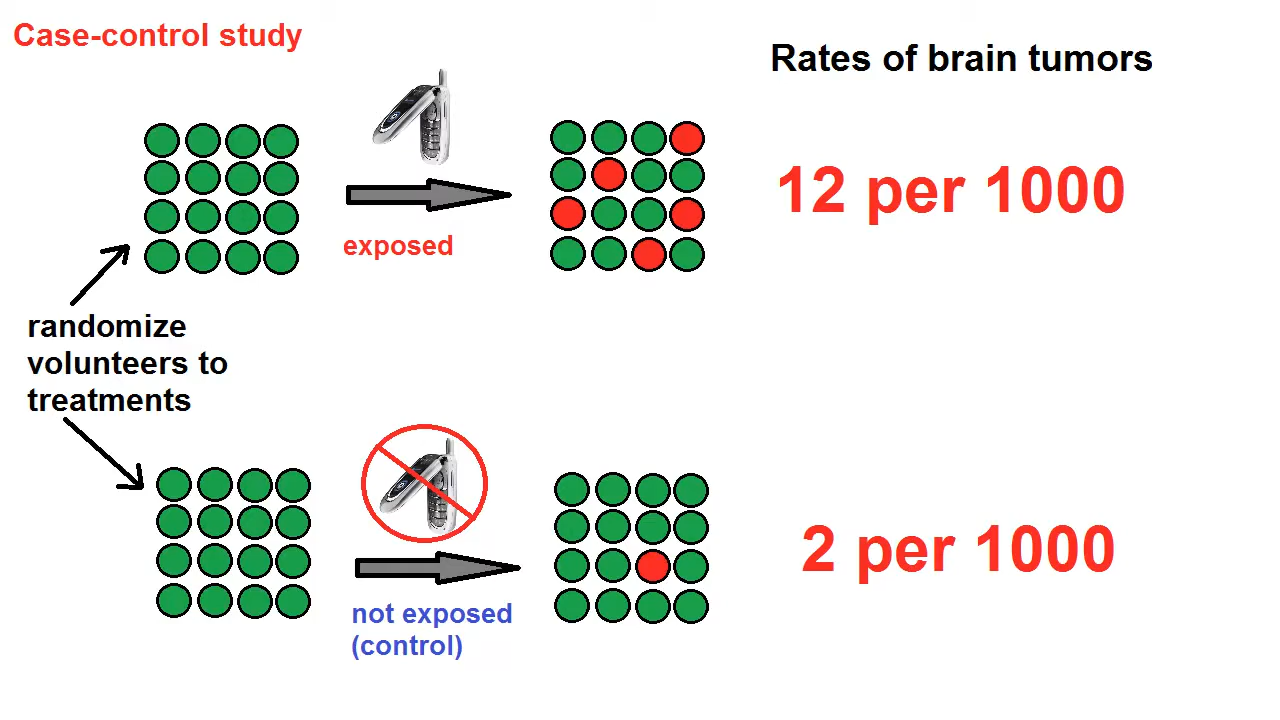 Case-control study
Rates of brain tumors
12 per 1000
exposed
randomize
volunteers to
treatments
2 per 1000
not exposed
(control)